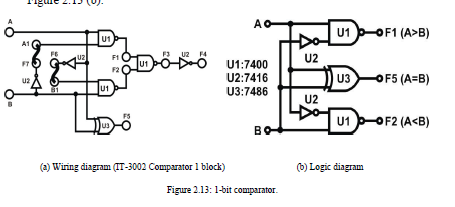 Figure 2.13 (b).
A
A1
F6
U2
U1
F1
F3
U2
F4
F7
F2
U1
U2
B1
U1
B
U3
F5
A
U1
F1 (A>B)
U2
U1:7400
U2:7416
U3:7486
U3
F5 (A=B)
U2
B
U1
F2 (A<B)
(a) Wiring diagram (IT-3002 Comparator 1 block)
(b) Logic diagram
Figure 2.13: 1-bit comparator.